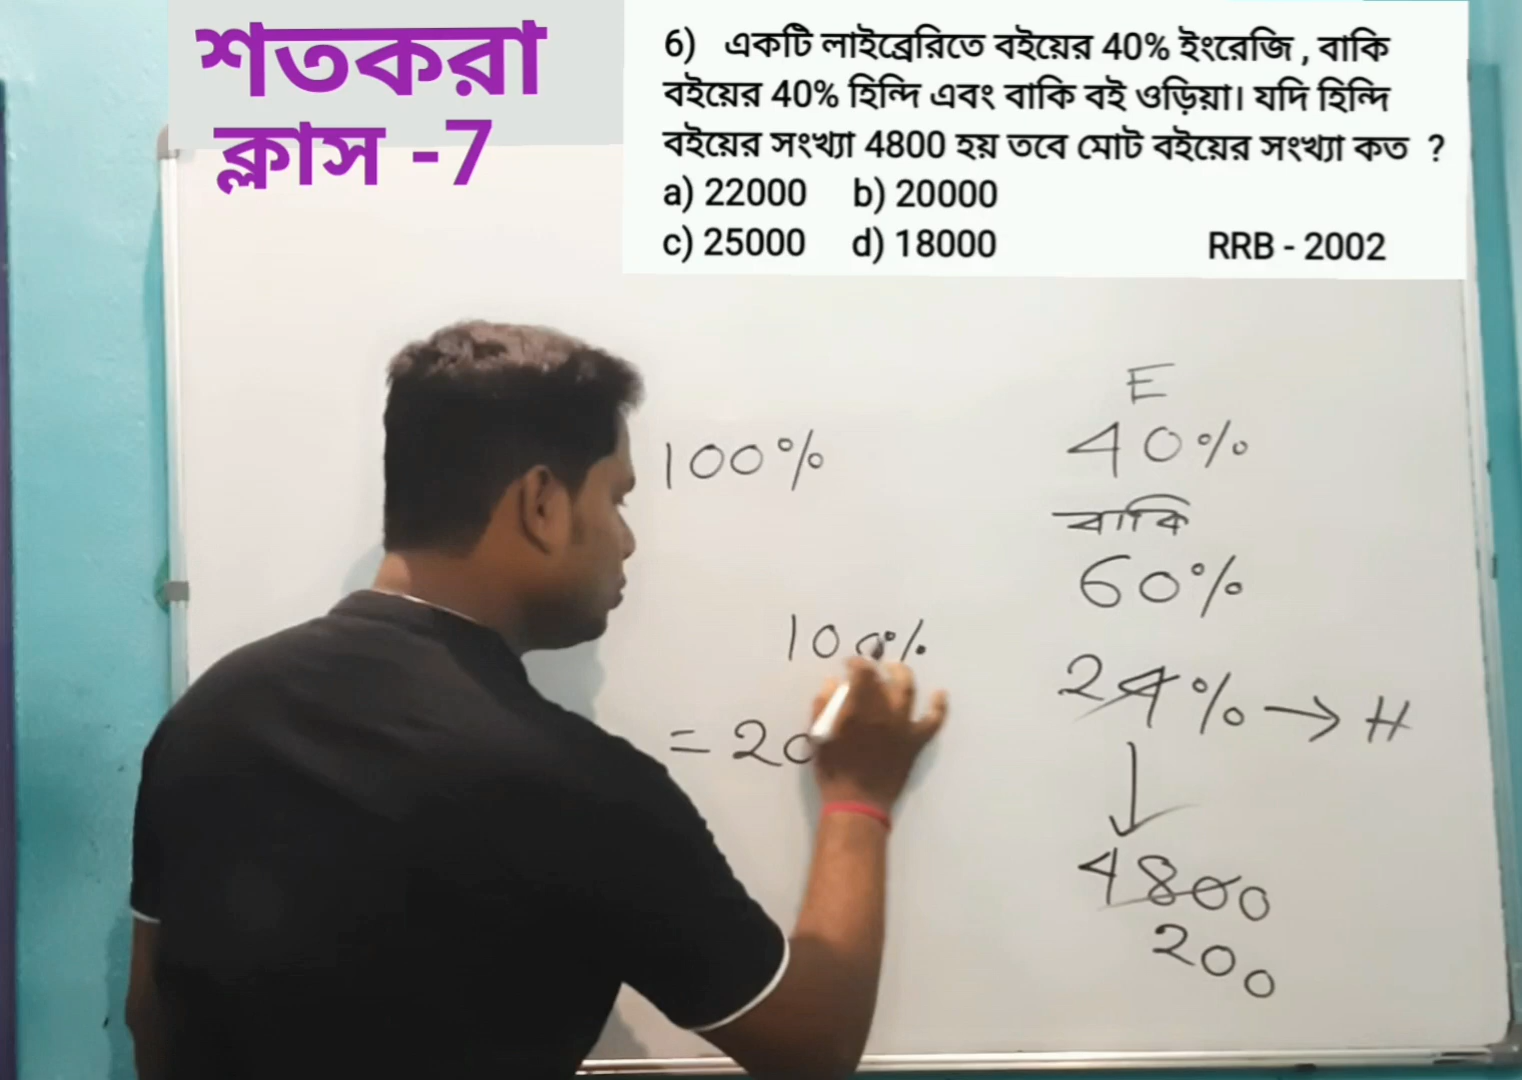 শতকরা
ক্লাস -7
6) একটি লাইব্রেরিতে বইয়ের 40% ইংরেজি , বাকি
বইয়ের 40% হিন্দি এবং বাকি বই ওড়িয়া। যদি হিন্দি
বইয়ের সংখ্যা 4800 হয় তবে মোট বইয়ের সংখ্যা কত ?
a) 22000 b) 20000
c) 25000 d) 18000 RRB - 2002
E
100% 40%
বাকি
60%
100%
24% → H
= 20
4800
200